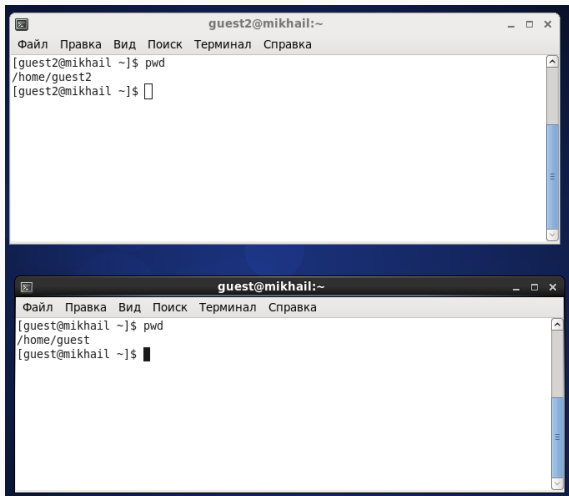 guest2@mikhail:~
Файл Правка Вид Поиск Терминал Справка
[guest2@mikhail ~]$ pwd
/home/guest2
[guest2@mikhail ~]$
guest@mikhail:~
Файл Правка Вид Поиск Терминал Справка
[guest@mikhail ~]$ pwd
/home/guest
[guest@mikhail ~]$